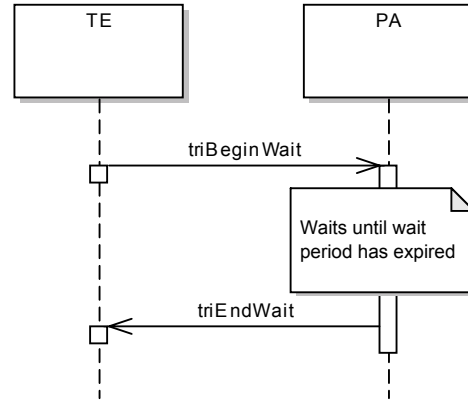 TE
PA
triBeginWait
Waits until wait
period has expired
triEndWait